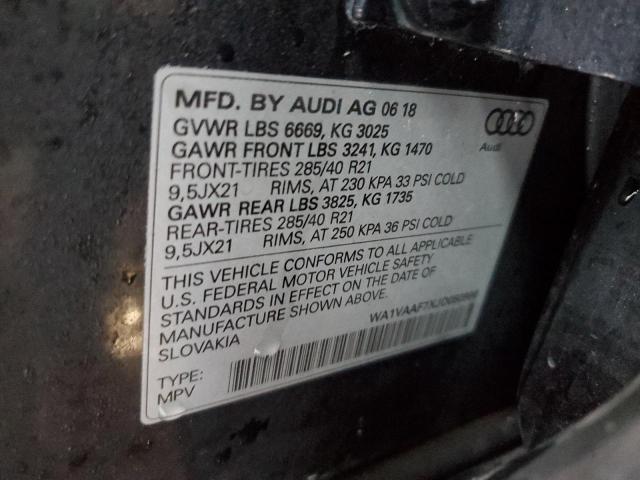 MFD. BY AUDI AG 06 18
GVWR LBS 6669, KG 3025
GAWR FRONT LBS 3241, KG 1470
FRONT-TIRES 285/40 R21
9,5JX21 RIMS, AT 230 KPA 33 PSI COLD
GAWR REAR LBS 3825, KG 1735
REAR-TIRES 285/40 R21
9,5JX21 RIMS, AT 250 KPA 36 PSI COLD
Audi
THIS VEHICLE CONFORMS TO ALL APPLICABLE
U.S. FEDERAL MOTOR VEHICLE SAFETY
STANDARDS IN EFFECT ON THE DATE OF
MANUFACTURE SHOWN ABOVE.
SLOVAKIA
TYPE:
MPV